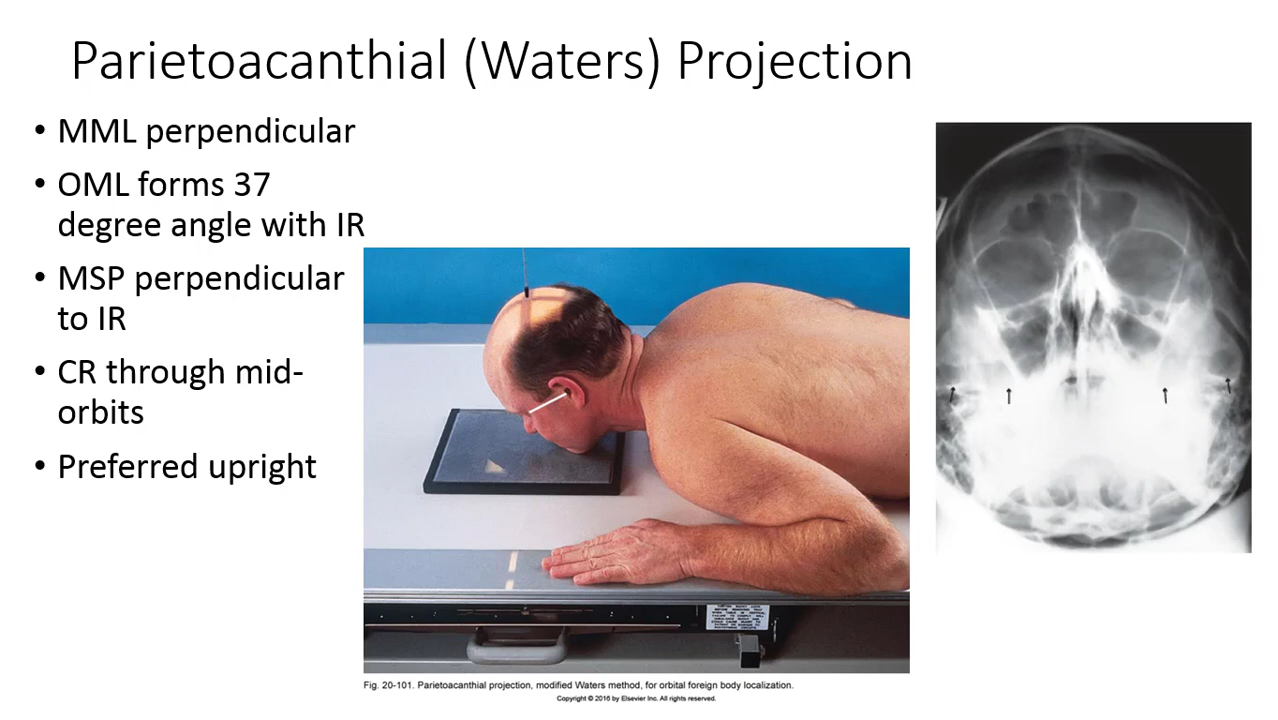 Parietoacanthial (Waters) Projection
• MML perpendicular
• OML forms 37
degree angle with IR
• MSP perpendicular
to IR
• CR through mid-
orbits
• Preferred upright
Fig. 20-101. Parietoacanthial projection, modified Waters method, for orbital foreign body localization.
Copyright © 2016 by Elsevier Inc. All rights reserved.